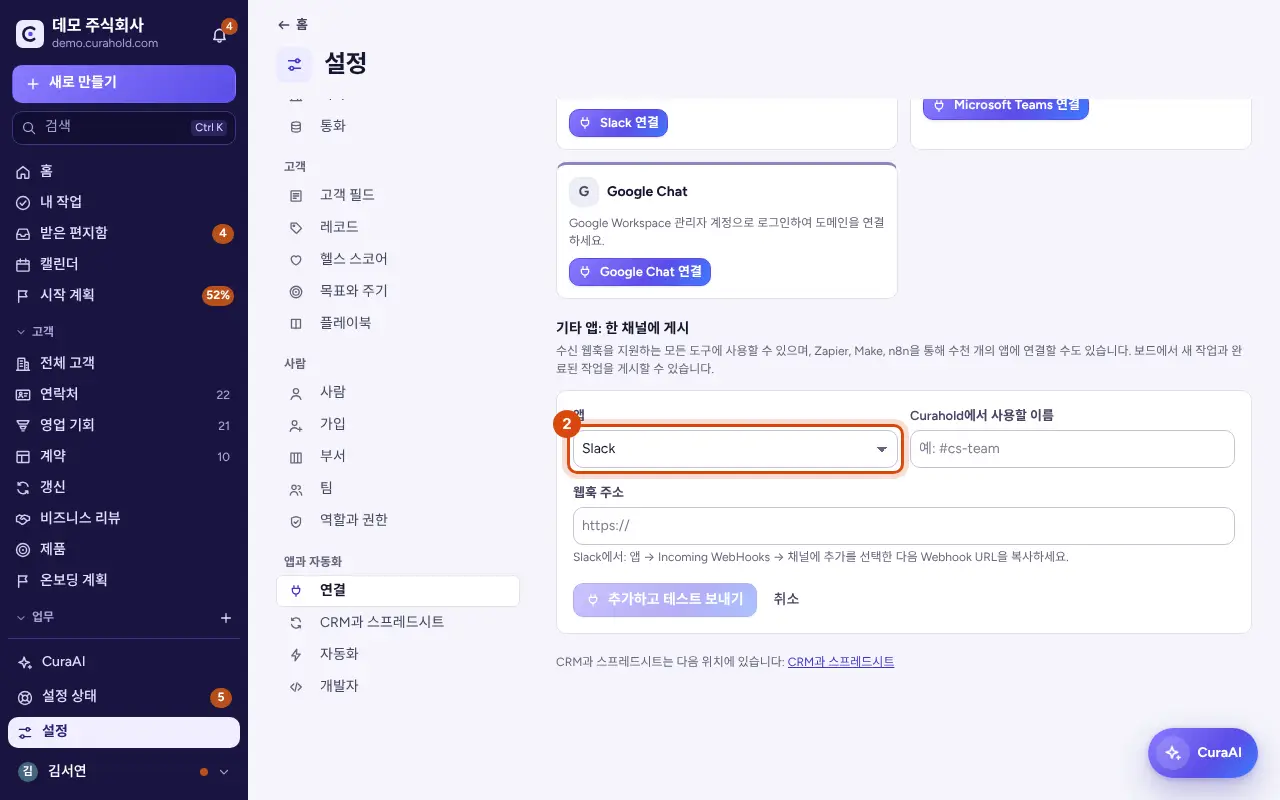 데모 주식회사
demo.curahold.com
4
새로 만들기
검색
Ctrl K
홈
내 작업
받은 편지함
4
캘린더
시작 계획
52%
고객
전체 고객
연락처
22
영업 기회
21
계약
10
갱신
비즈니스 리뷰
제품
온보딩 계획
업무
CuraAI
설정 상태
5
설정
김
김서연
홈
설정
통화
고객
고객 필드
레코드
헬스 스코어
목표와 주기
플레이북
사람
사람
가입
부서
팀
역할과 권한
앱과 자동화
연결
CRM과 스프레드시트
자동화
개발자
Slack 연결
Microsoft Teams 연결
G
Google Chat
Google Workspace 관리자 계정으로 로그인하여 도메인을 연결
하세요.
Google Chat 연결
기타 앱: 한 채널에 게시
수신 웹훅을 지원하는 모든 도구에 사용할 수 있으며, Zapier, Make, n8n을 통해 수천 개의 앱에 연결할 수도 있습니다. 보드에서 새 작업과 완
료된 작업을 게시할 수 있습니다.
앱
2
Slack
Curahold에서 사용할 이름
예: #cs-team
웹훅 주소
https://
Slack에서: 앱 → Incoming WebHooks → 채널에 추가를 선택한 다음 Webhook URL을 복사하세요.
추가하고 테스트 보내기
취소
CRM과 스프레드시트는 다음 위치에 있습니다: CRM과 스프레드시트
CuraAI